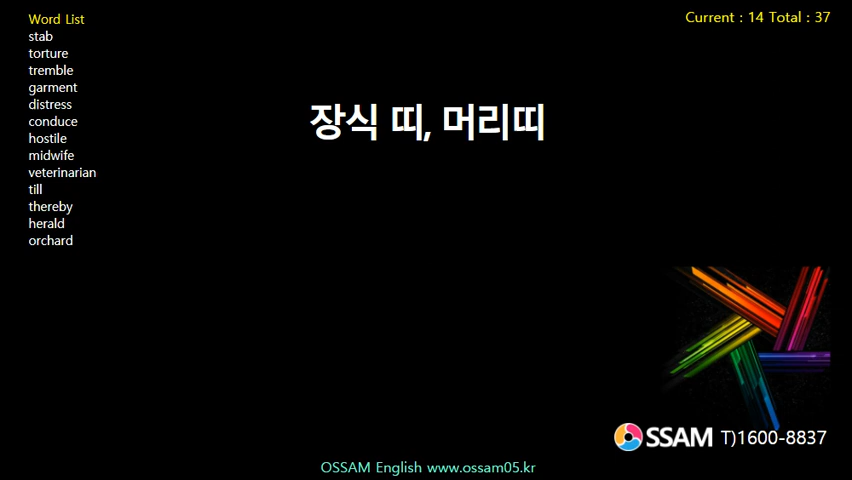 Word List
stab
torture
tremble
garment
distress
conduce
hostile
midwife
veterinarian
till
thereby
herald
orchard
Current : 14 Total : 37
장식 띠, 머리띠
OSSAM T)1600-8837
OSSAM English www.ossam05.kr